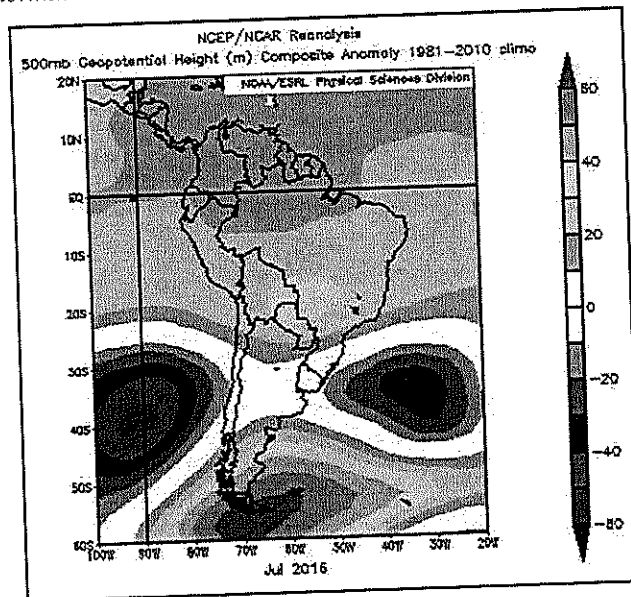 NCEP/NCAR Reanalysis
500mb Geopotential Height (m) Composite Anomaly 1981-2010 climo
NOAA/ESRL Physical Sciences Division
20N
10N
EQ
10S
20S
30S
40S
50S
60S
100W 90W 80W 70W 60W 50W 40W 30W 20W
Jul 2016
80
40
20
0
-20
-40
-80